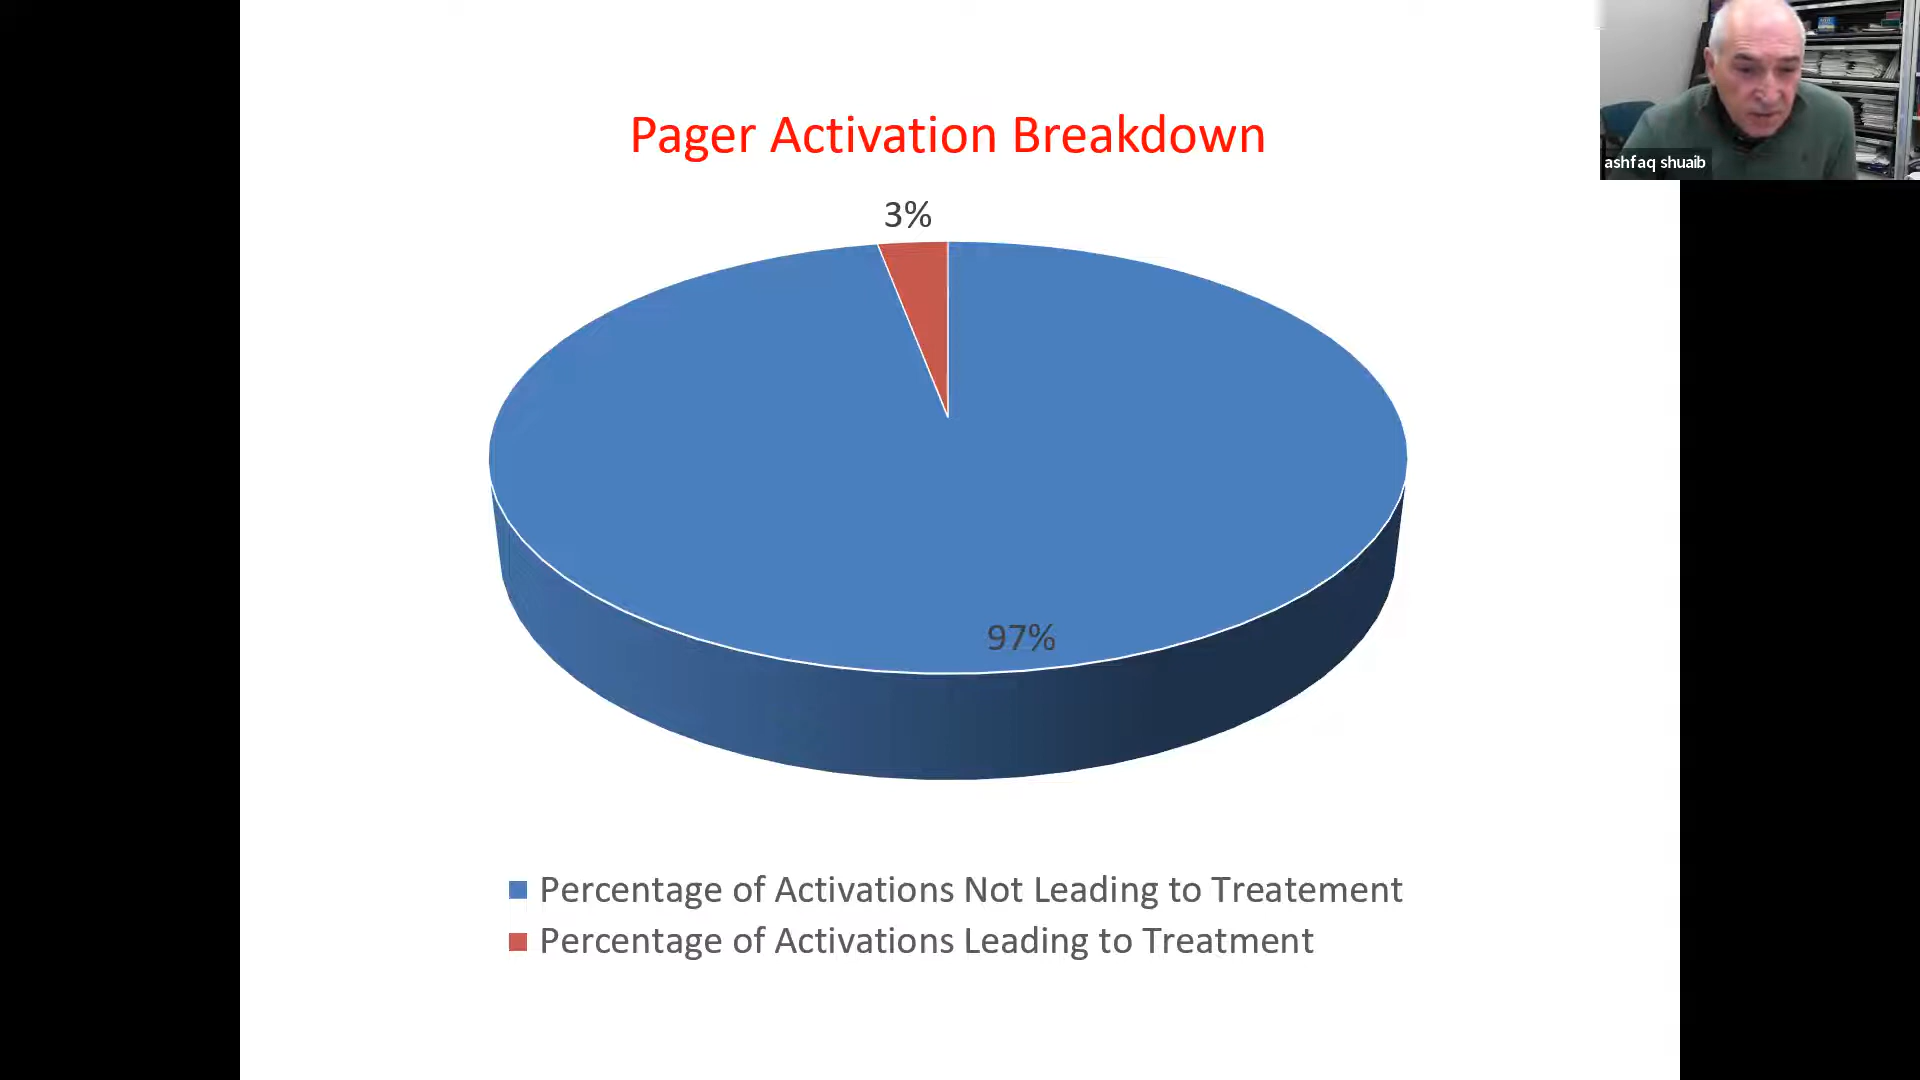 Pager Activation Breakdown
3%
97%
Percentage of Activations Not Leading to Treatement
Percentage of Activations Leading to Treatment
ashfaq shuaib